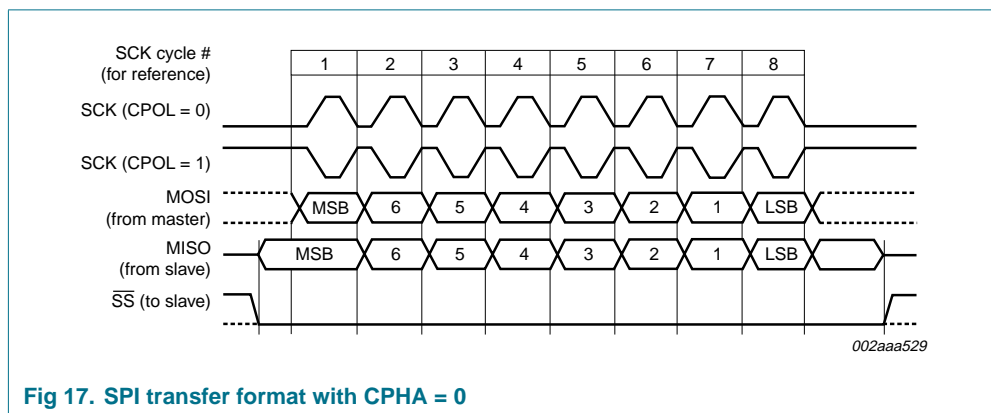 SCK cycle #
(for reference)
1 2 3 4 5 6 7 8
SCK (CPOL = 0)
SCK (CPOL = 1)
MOSI
(from master)
MSB 6 5 4 3 2 1 LSB
MISO
(from slave)
MSB 6 5 4 3 2 1 LSB
SS (to slave)
002aaa529
Fig 17. SPI transfer format with CPHA = 0